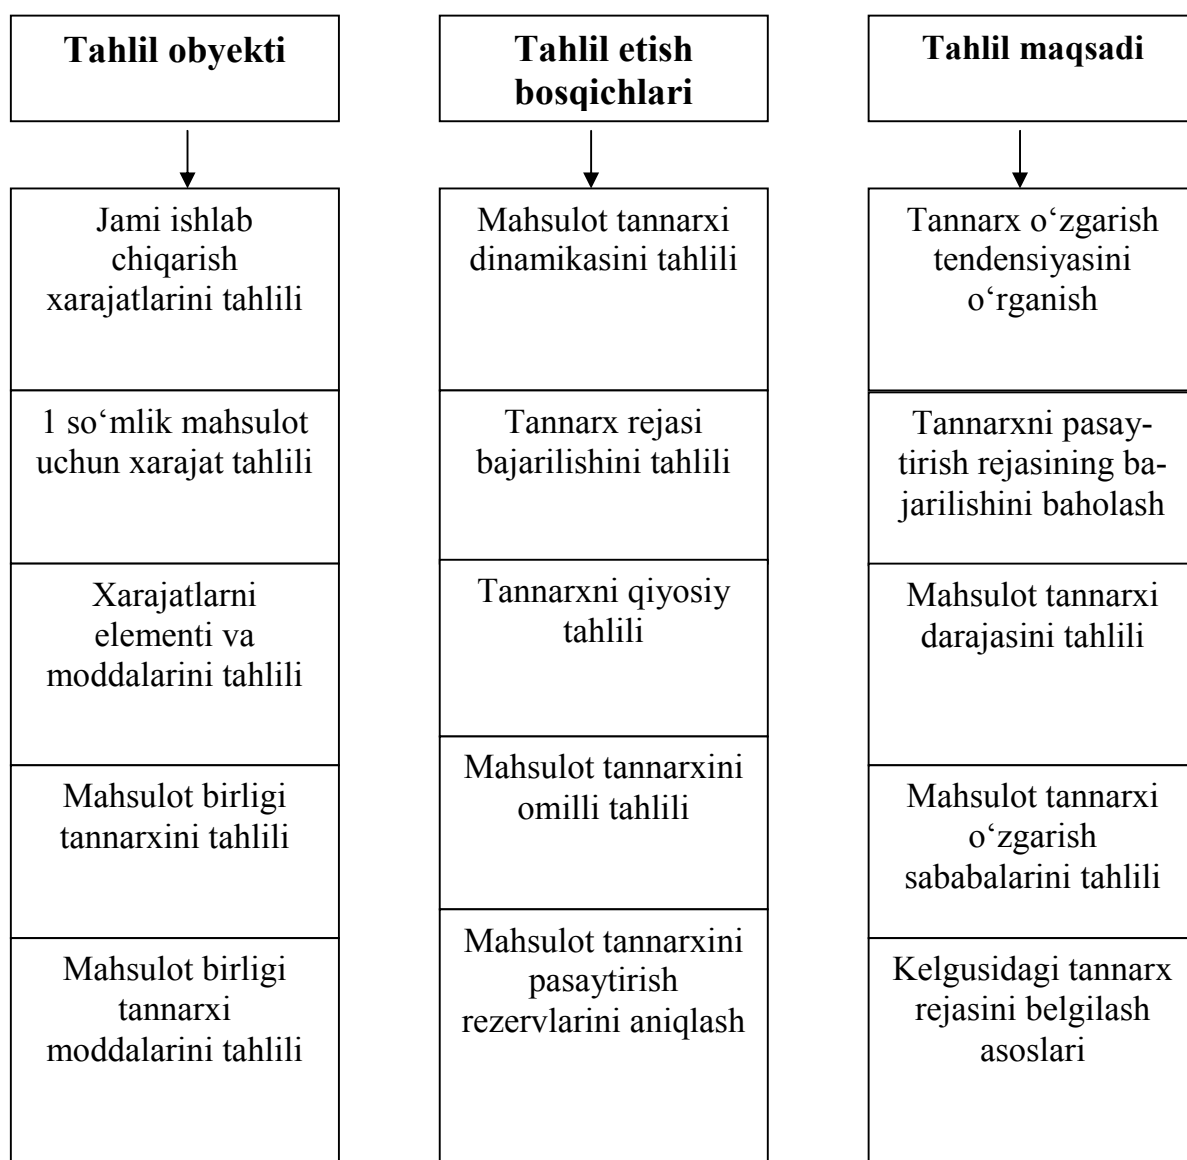 Tahlil obyekti
Jami ishlab
chiqarish
xarajatlarini tahlili
1 so‘mlik mahsulot
uchun xarajat tahlili
Xarajatlarni
elementi va
moddalarini tahlili
Mahsulot birligi
tannarxini tahlili
Mahsulot birligi
tannarxi
moddalarini tahlili
Tahlil etish
bosqichlari
Mahsulot tannarxi
dinamikasini tahlili
Tannarx rejasi
bajarilishini tahlili
Tannarxni qiyosiy
tahlili
Mahsulot tannarxini
omilli tahlili
Mahsulot tannarxini
pasaytirish
rezervlarini aniqlash
Tahlil maqsadi
Tannarx o‘zgarish
tendensiyasini
o‘rganish
Tannarxni pasay-
tirish rejasining ba-
jarilishini baholash
Mahsulot tannarxi
darajasini tahlili
Mahsulot tannarxi
o‘zgarish
sababalarini tahlili
Kelgusidagi tannarx
rejasini belgilash
asoslari